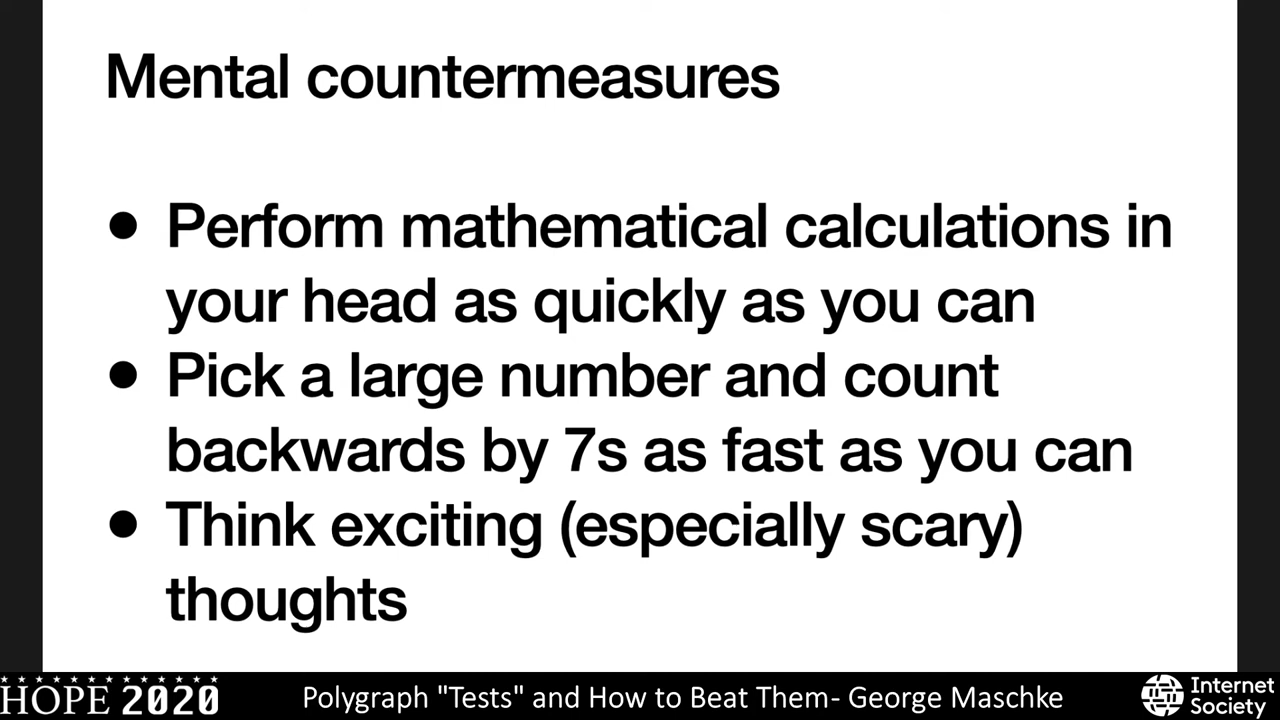 Mental countermeasures
• Perform mathematical calculations in
your head as quickly as you can
• Pick a large number and count
backwards by 7s as fast as you can
• Think exciting (especially scary)
thoughts
HOPE 2020
Polygraph "Tests" and How to Beat Them- George Maschke
Internet
Society